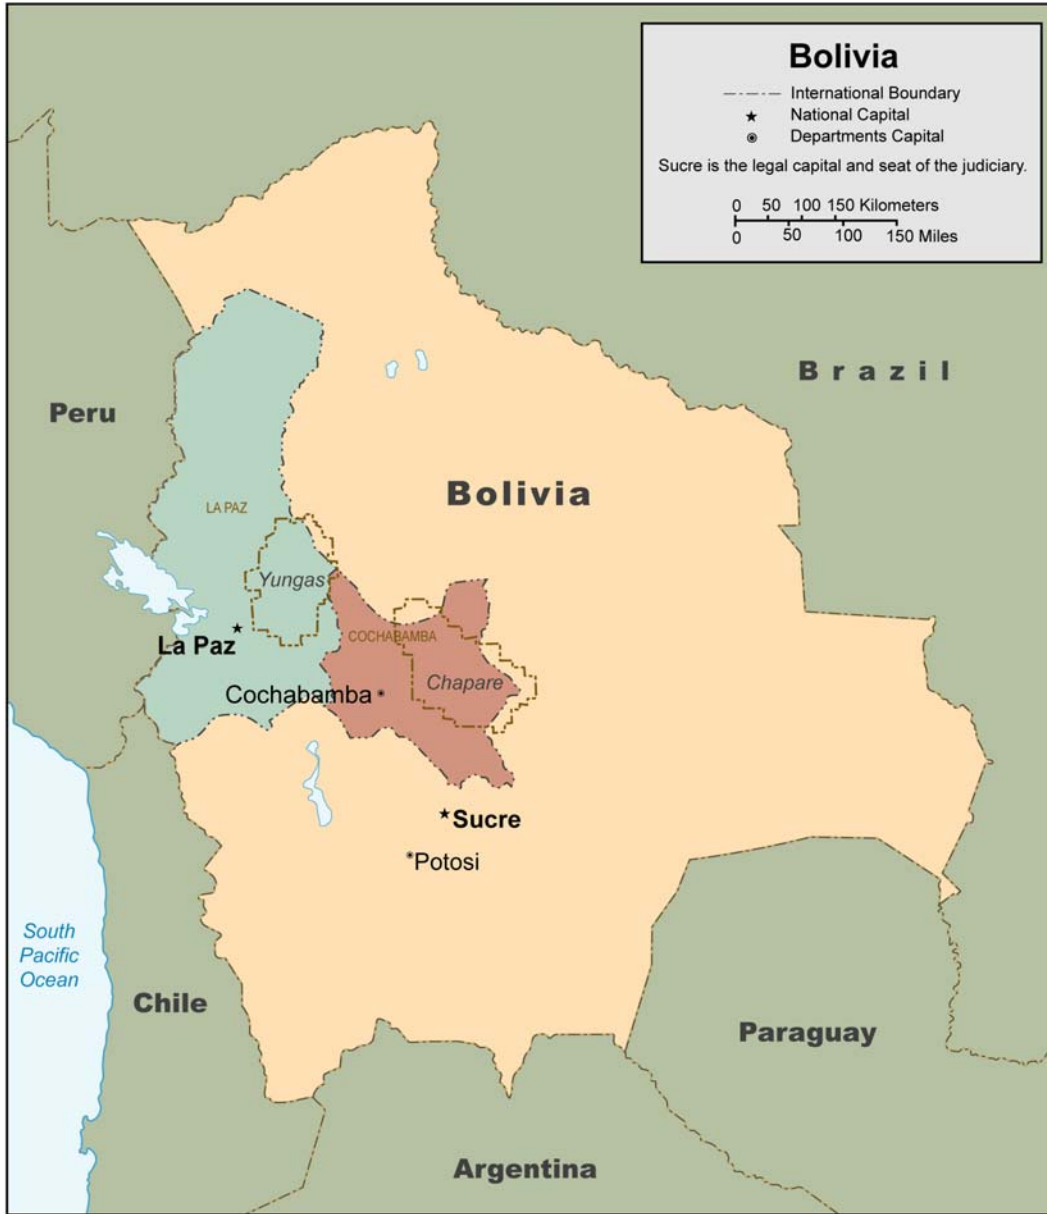 Bolivia
International Boundary
National Capital
Departments Capital
Sucre is the legal capital and seat of the judiciary.
0 50 100 150 Kilometers
0 50 100 150 Miles
Brazil
Peru
Bolivia
LA PAZ
Yungas
La Paz
COCHABAMBA
Chapare
Cochabamba
Sucre
Potosi
South
Pacific
Ocean
Chile
Paraguay
Argentina